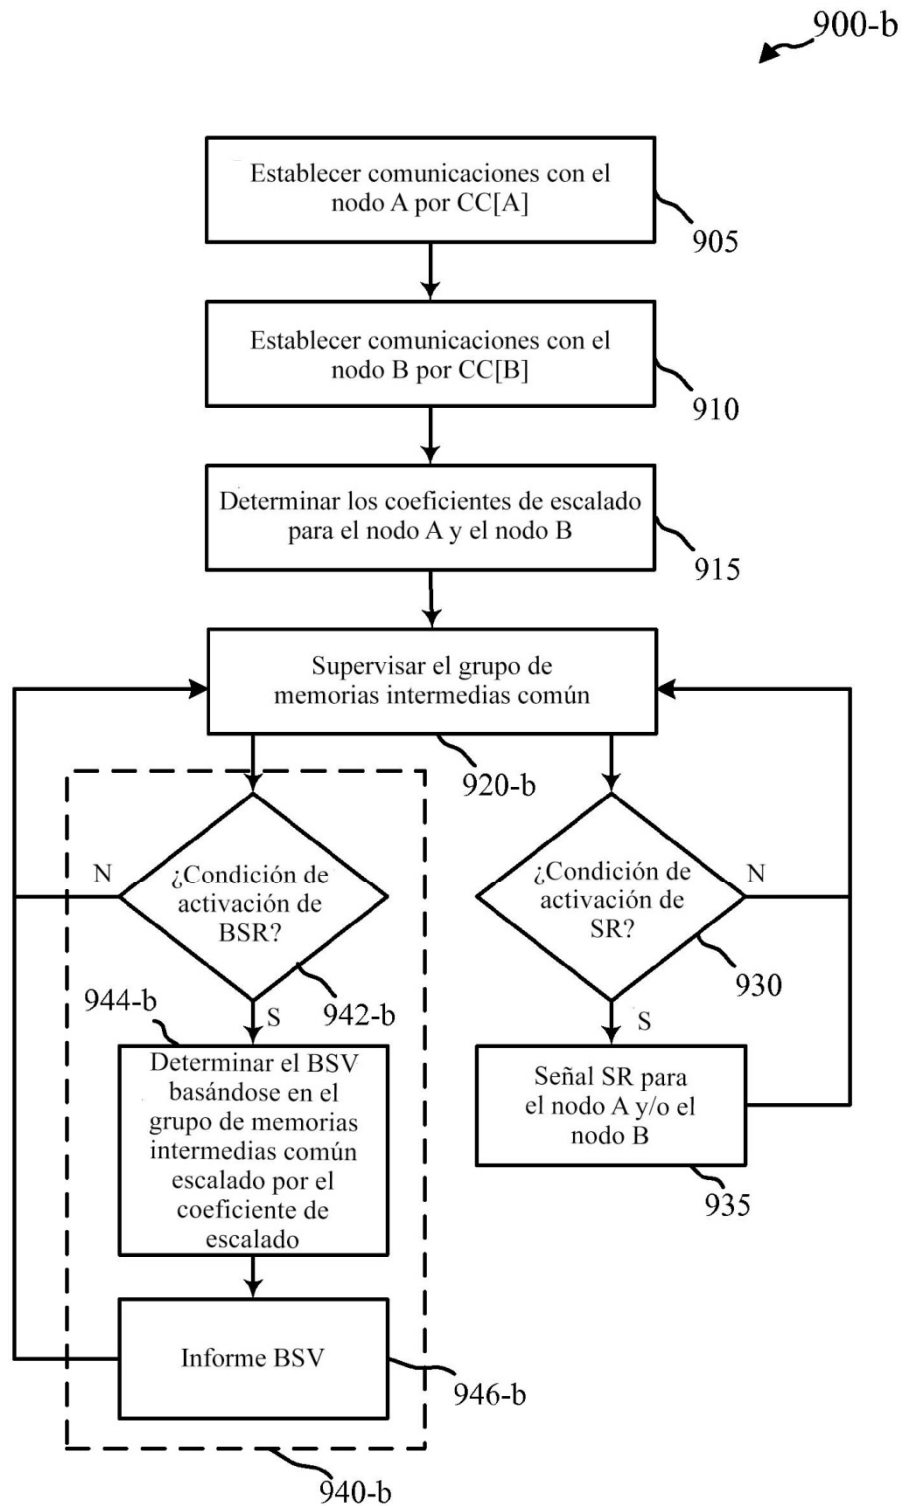 900-b
Establecer comunicaciones con el
nodo A por CC[A]
905
Establecer comunicaciones con el
nodo B por CC[B]
910
Determinar los coeficientes de escalado
para el nodo A y el nodo B
915
Supervisar el grupo de
memorias intermedias común
920-b
N
¿Condición de
activación de
BSR?
942-b
S
944-b
¿Condición de
activación de
SR?
N
930
S
Determinar el BSV
basándose en el
grupo de memorias
intermedias común
escalado por el
coeficiente de
escalado
Señal SR para
el nodo A y/o el
nodo B
935
Informe BSV
946-b
940-b